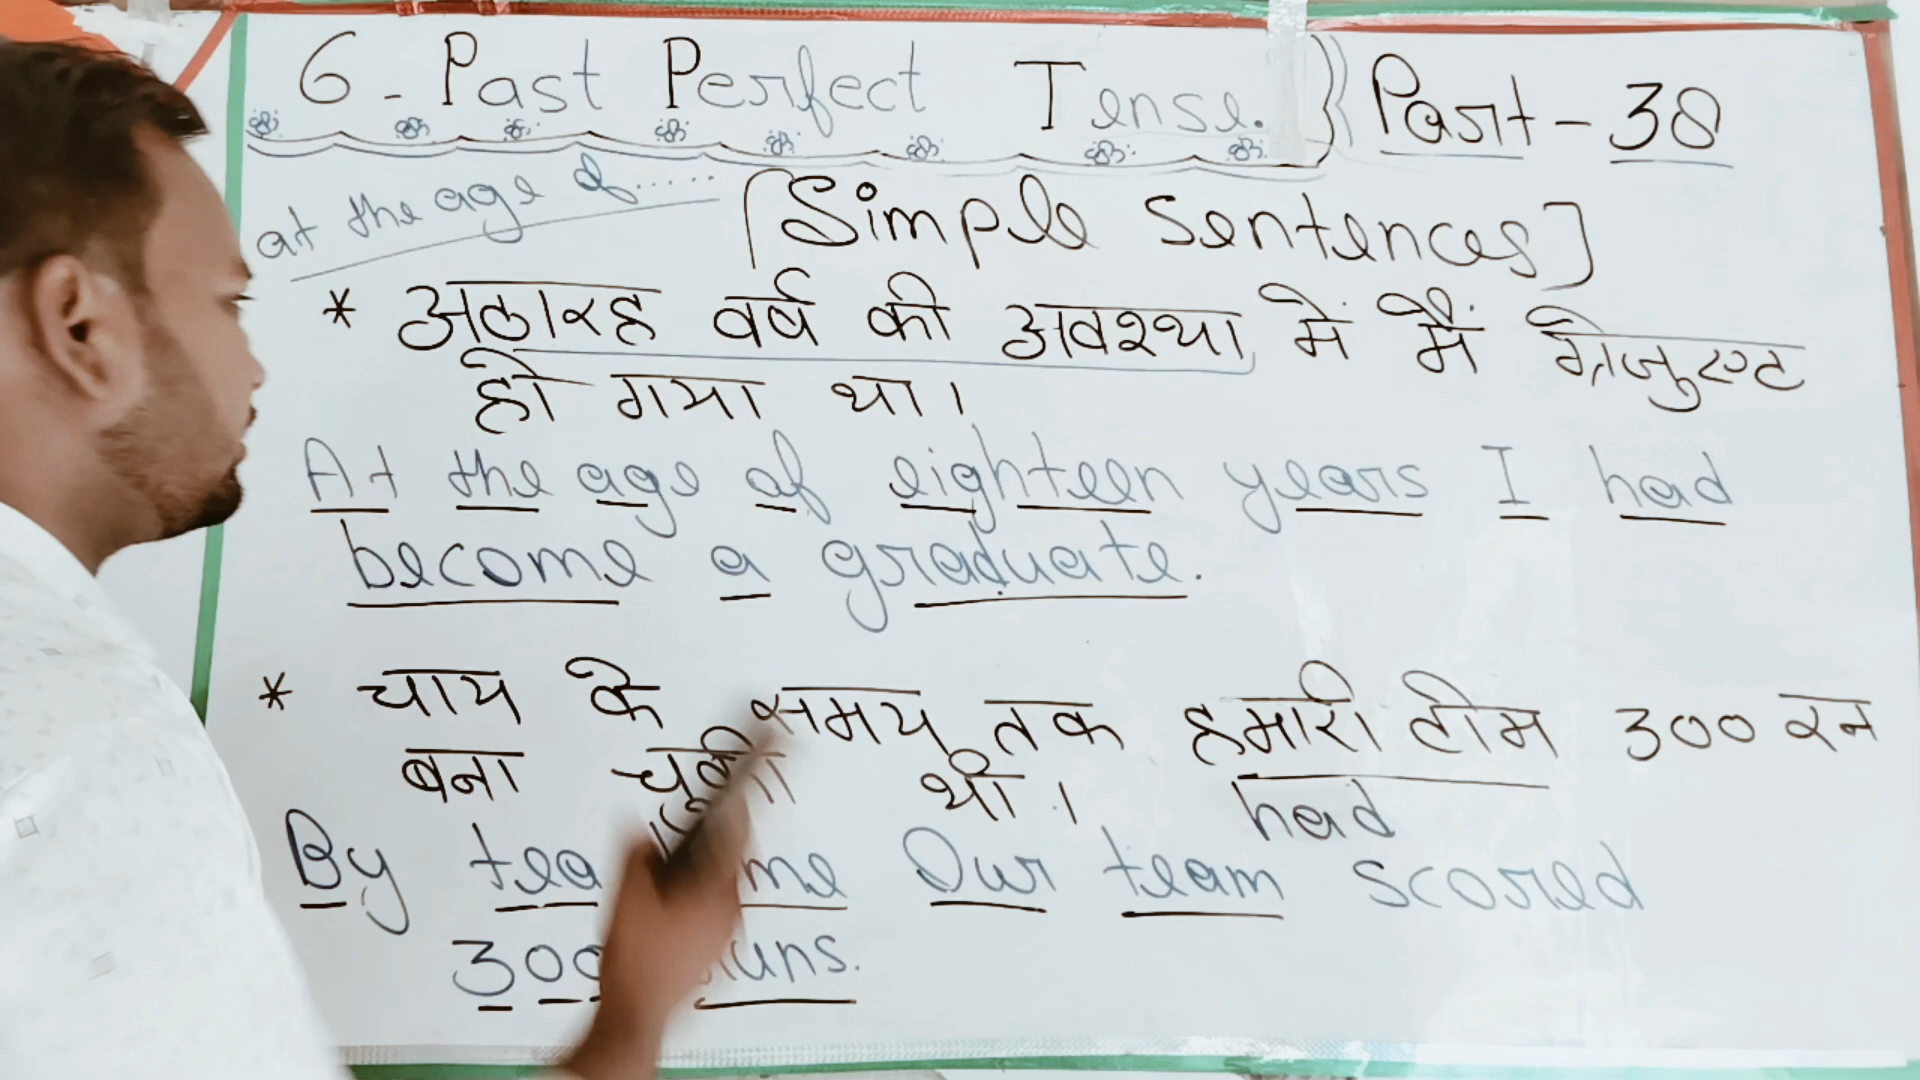 6 - Past Perfect Tense. } Part - 38
at the age of......
[Simple Sentences]
* अठारह वर्ष की अवस्था में मैं ग्रेजुएट
हो गया था।
At the age of eighteen years I had
become a graduate.
* चाय के समय तक हमारी टीम 300 रन
बना चूकी थी।
had
By tea me Our team scored
300 uns.